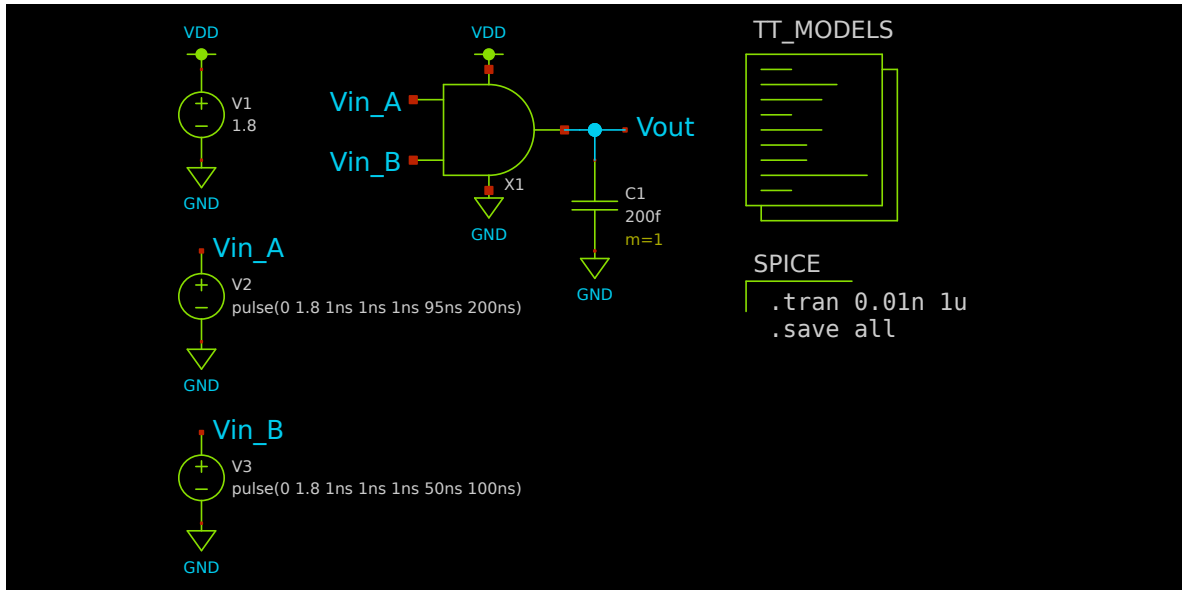 VDD
V1
1.8
GND
Vin_A
V2
pulse(0 1.8 1ns 1ns 1ns 95ns 200ns)
GND
Vin_B
V3
pulse(0 1.8 1ns 1ns 1ns 50ns 100ns)
GND
VDD
Vin_A
Vin_B
X1
GND
Vout
C1
200f
m=1
GND
TT_MODELS
SPICE
.tran 0.01n 1u
.save all